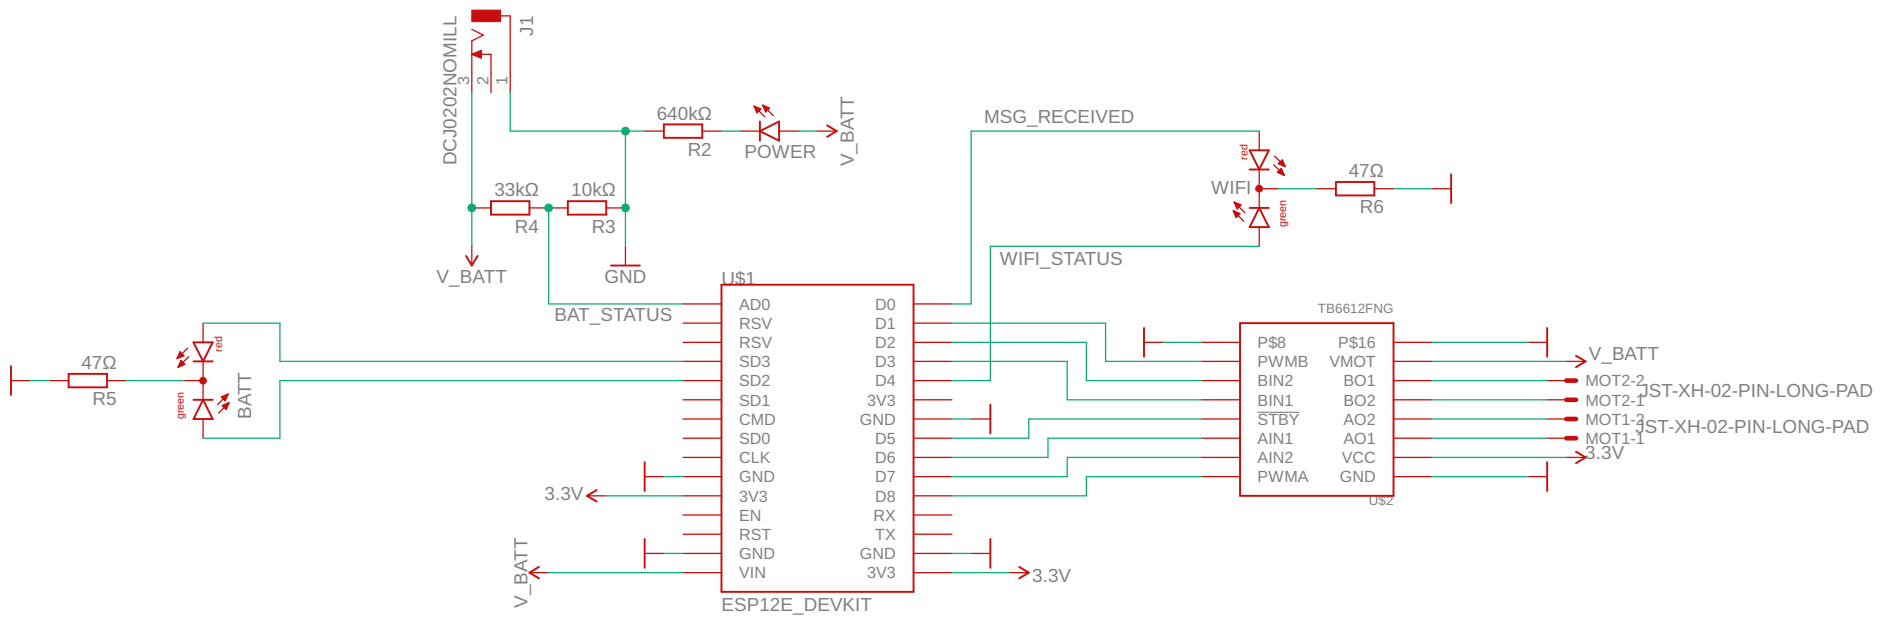 DCJ0202NOMILL
J1
3
2
1
640kΩ
R2
POWER
V_BATT
33kΩ
R4
10kΩ
R3
V_BATT
GND
BAT_STATUS
MSG_RECEIVED
WIFI_STATUS
red
WIFI
green
47Ω
R6
47Ω
R5
red
green
BATT
U$1
AD0
RSV
RSV
SD3
SD2
SD1
CMD
SD0
CLK
GND
3V3
EN
RST
GND
VIN
D0
D1
D2
D3
D4
3V3
GND
D5
D6
D7
D8
RX
TX
GND
3V3
ESP12E_DEVKIT
3.3V
V_BATT
3.3V
TB6612FNG
P$8
PWMB
BIN2
BIN1
STBY
AIN1
AIN2
PWMA
P$16
VMOT
BO1
BO2
AO2
AO1
VCC
GND
U$2
V_BATT
MOT2-2
JST-XH-02-PIN-LONG-PAD
MOT2-1
MOT1-2
JST-XH-02-PIN-LONG-PAD
MOT1-1
3.3V